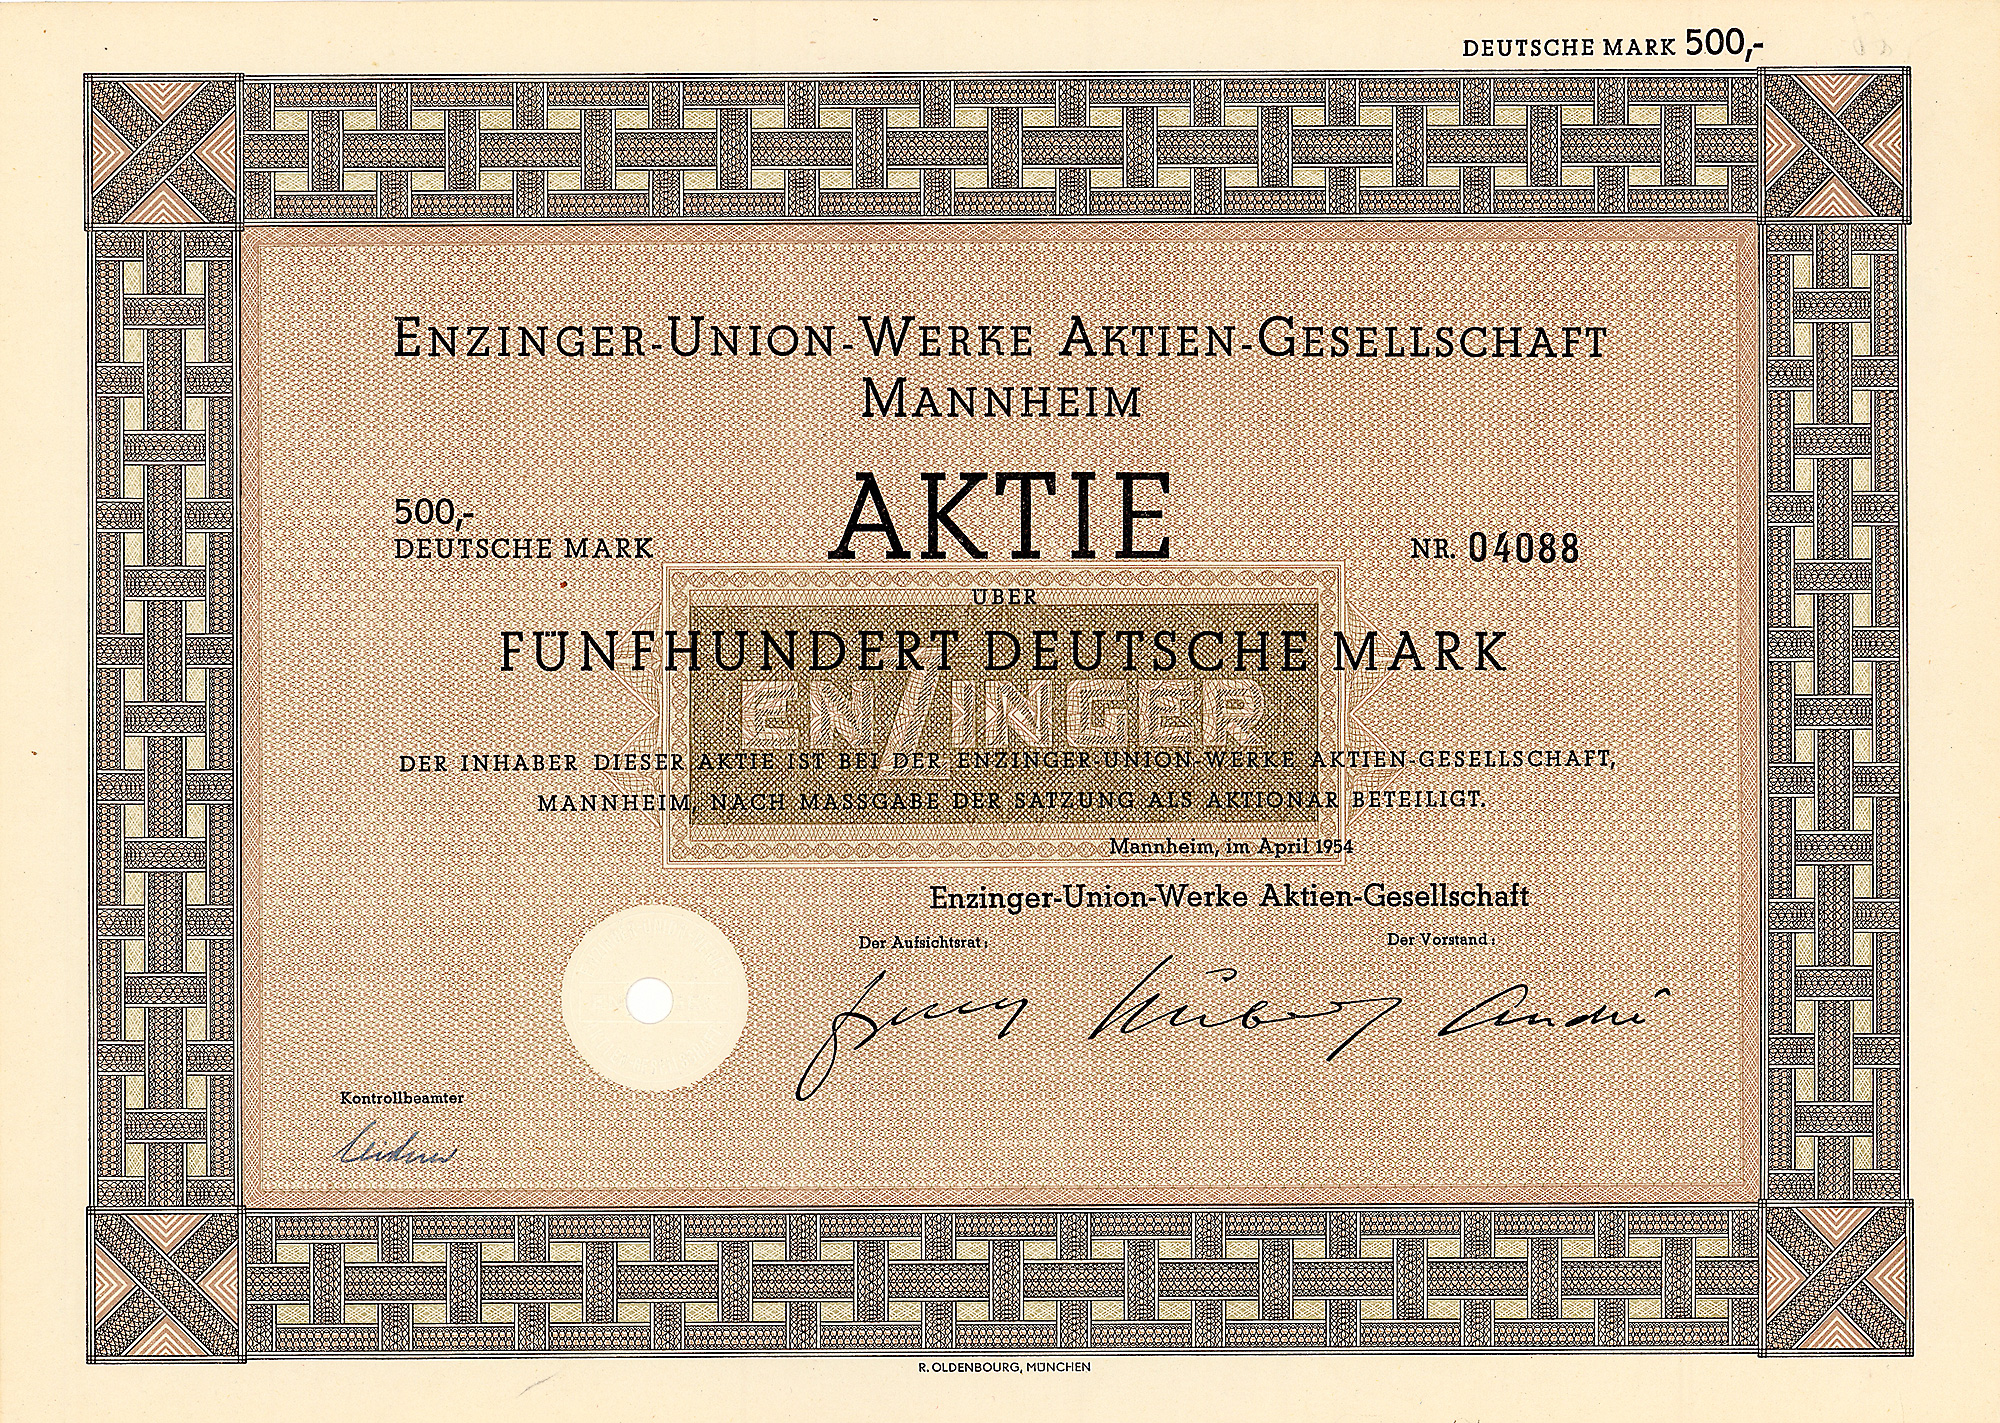 DEUTSCHE MARK 500,-
ENZINGER-UNION-WERKE AKTIEN-GESELLSCHAFT
MANNHEIM
AKTIE
500,-
DEUTSCHE MARK
NR. 04088
ÜBER
FÜNFHUNDERT DEUTSCHE MARK
ENZINGER
DER INHABER DIESER AKTIE IST BEI DER ENZINGER-UNION-WERKE AKTIEN-GESELLSCHAFT,
MANNHEIM, NACH MASSGABE DER SATZUNG ALS AKTIONÄR BETEILIGT.
Mannheim, im April 1954
Enzinger-Union-Werke Aktien-Gesellschaft
Der Aufsichtsrat:
Der Vorstand:
André
Kontrollbeamter
R. OLDENBOURG, MÜNCHEN